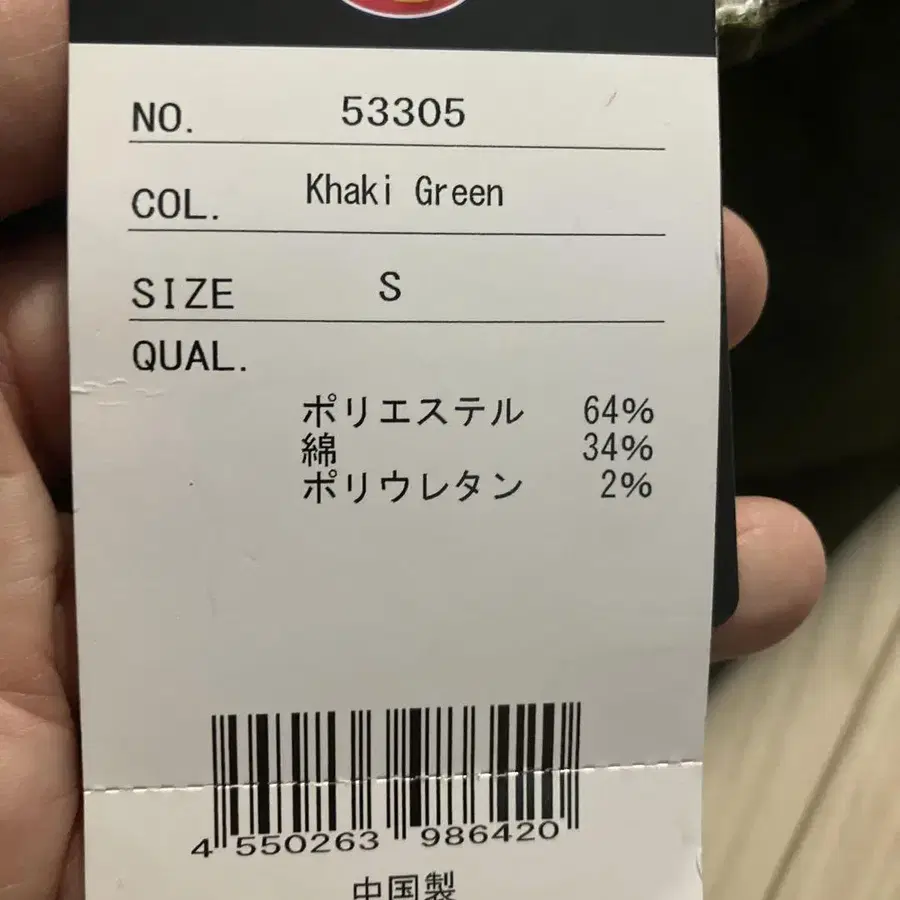 NO. 53305
COL. Khaki Green
SIZE S
QUAL.
ポリエステル 64%
綿 34%
ポリウレタン 2%
4 550263 986420
中国製